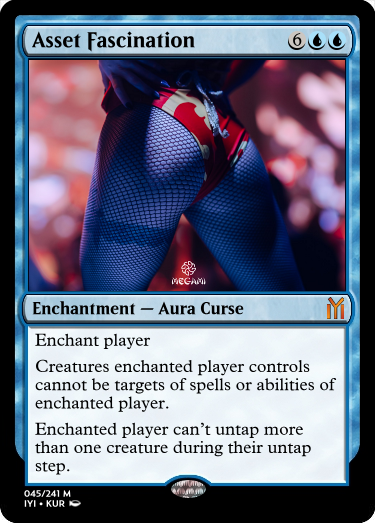 Asset Fascination 6
MEGAMI
Enchantment — Aura Curse
Enchant player
Creatures enchanted player controls
cannot be targets of spells or abilities of
enchanted player.
Enchanted player can't untap more
than one creature during their untap
step.
045/241 M
IYI • KUR